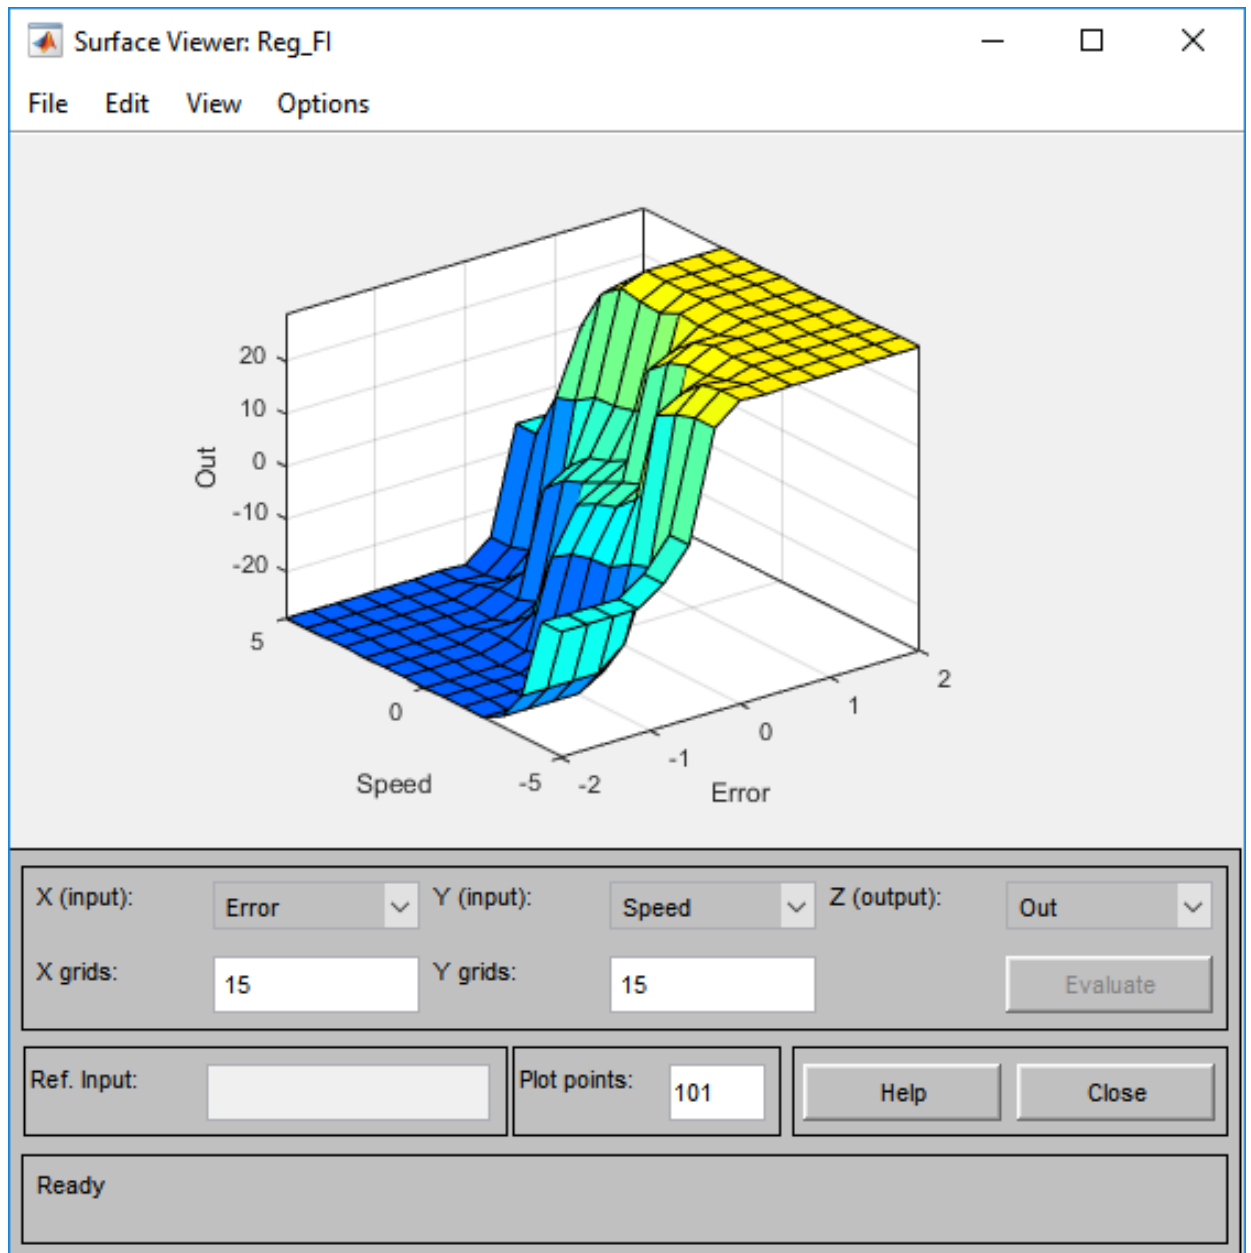 Surface Viewer: Reg_FI
File Edit View Options
20
10
0
-10
-20
Out
5
0
-5
Speed
-2
-1
0
1
2
Error
X (input): Error Y (input): Speed Z (output): Out
X grids: 15 Y grids: 15 Evaluate
Ref. Input: Plot points: 101 Help Close
Ready